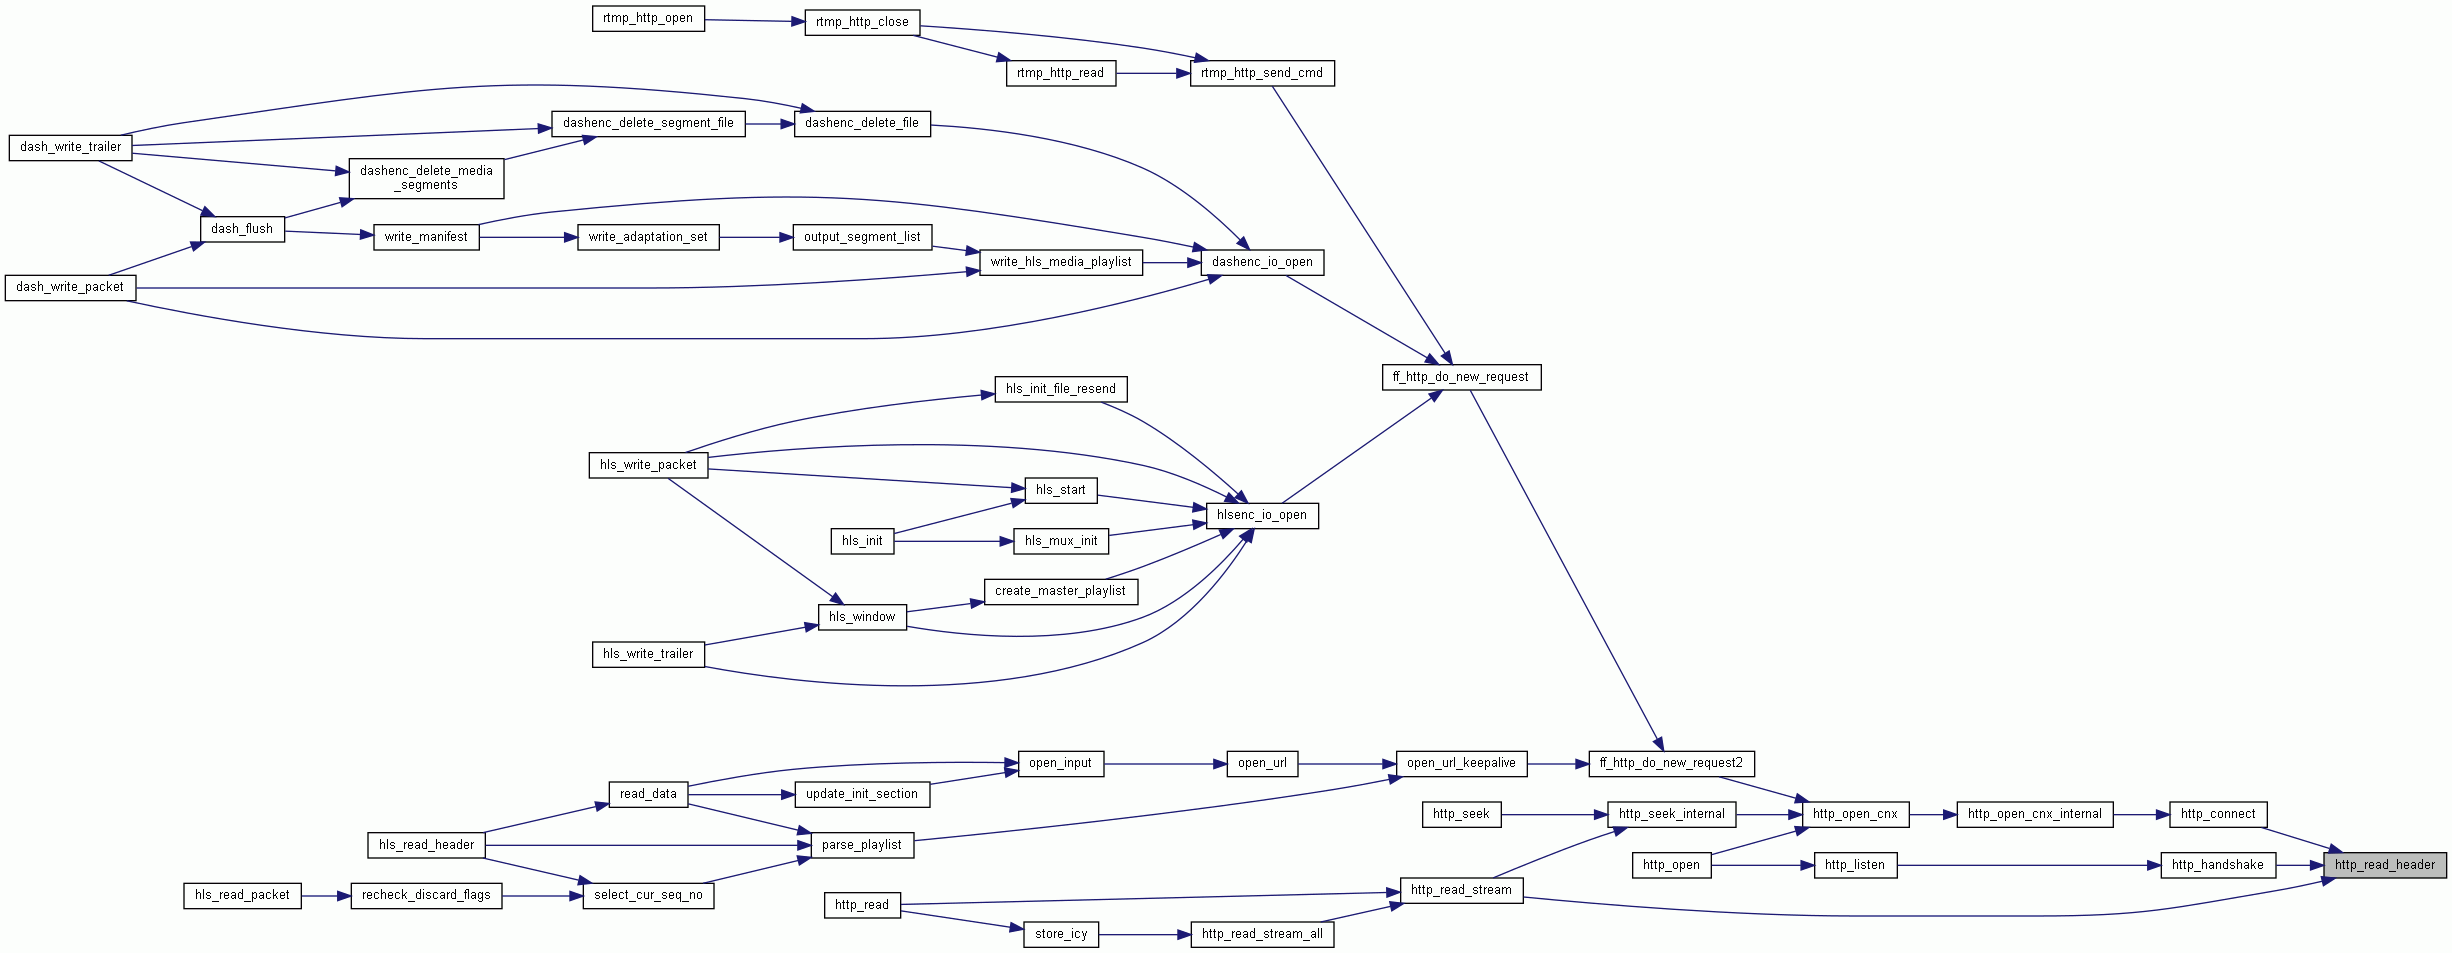 rtmp_http_open
rtmp_http_close
rtmp_http_read
rtmp_http_send_cmd
dashenc_delete_segment_file
dashenc_delete_file
dash_write_trailer
dashenc_delete_media
_segments
dash_flush
write_manifest
write_adaptation_set
output_segment_list
write_hls_media_playlist
dashenc_io_open
dash_write_packet
ff_http_do_new_request
hls_init_file_resend
hls_write_packet
hls_start
hlsenc_io_open
hls_init
hls_mux_init
create_master_playlist
hls_window
hls_write_trailer
open_input
open_url
open_url_keepalive
ff_http_do_new_request2
read_data
update_init_section
http_seek
http_seek_internal
http_open_cnx
http_open_cnx_internal
http_connect
hls_read_header
parse_playlist
http_open
http_listen
http_handshake
http_read_header
hls_read_packet
recheck_discard_flags
select_cur_seq_no
http_read
http_read_stream
store_icy
http_read_stream_all